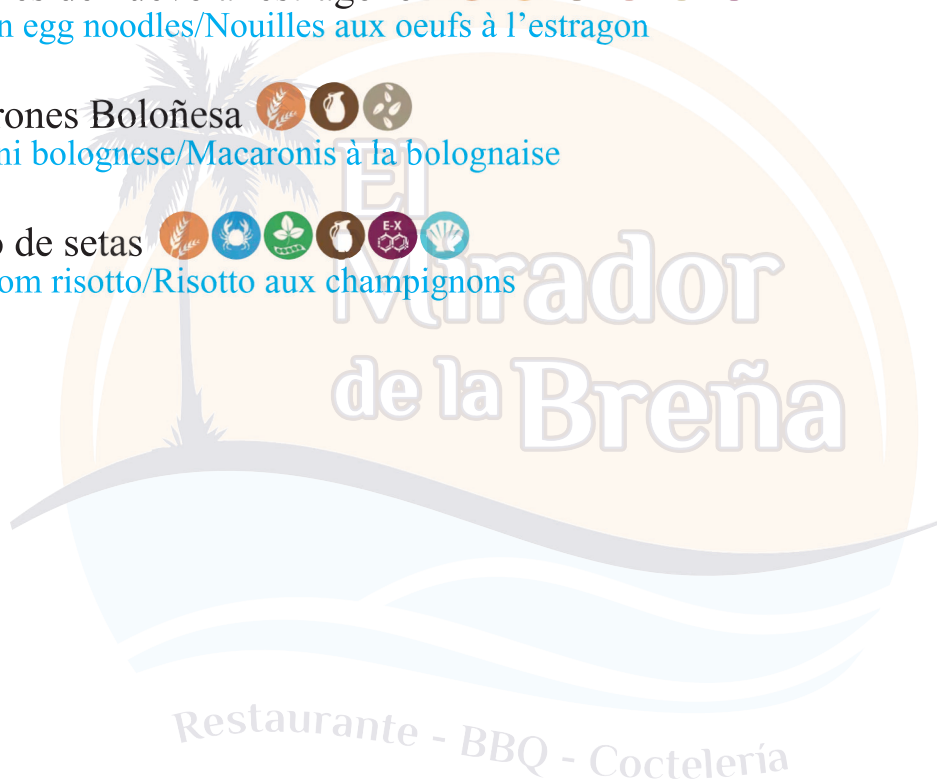 n egg noodles/Nouilles aux oeufs à l'estragon
rones Boloñesa
ni bolognese/Macaronis à la bolognaise
o de setas
E-X
om risotto/Risotto aux champignons
El
Mirador
de la Breña
Restaurante - BBQ - Coctelería